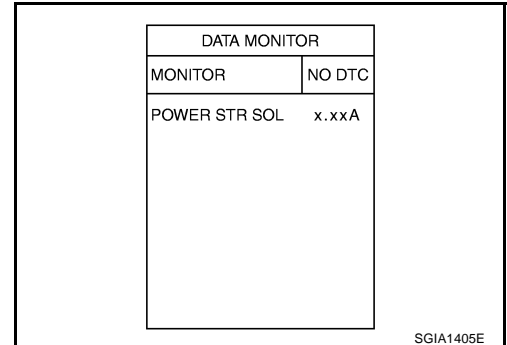 DATA MONITOR
MONITOR NO DTC
POWER STR SOL x.xxA
SGIA1405E